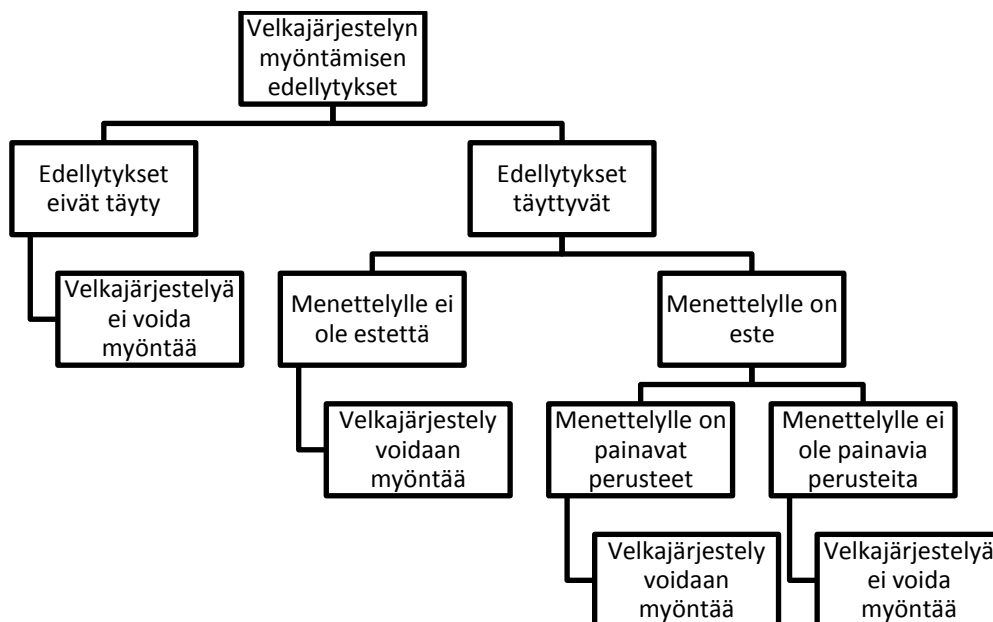 Velkajärjestelyn
myöntämisen
edellytykset
Edellytykset
eivät täyty
Edellytykset
täyttyvät
Velkajärjestelyä
ei voida
myöntää
Menettelylle ei
ole estettä
Menettelylle on
este
Velkajärjestely
voidaan
myöntää
Menettelylle on
painavat
perusteet
Menettelylle ei
ole painavia
perusteita
Velkajärjestely
voidaan
myöntää
Velkajärjestelyä
ei voida
myöntää